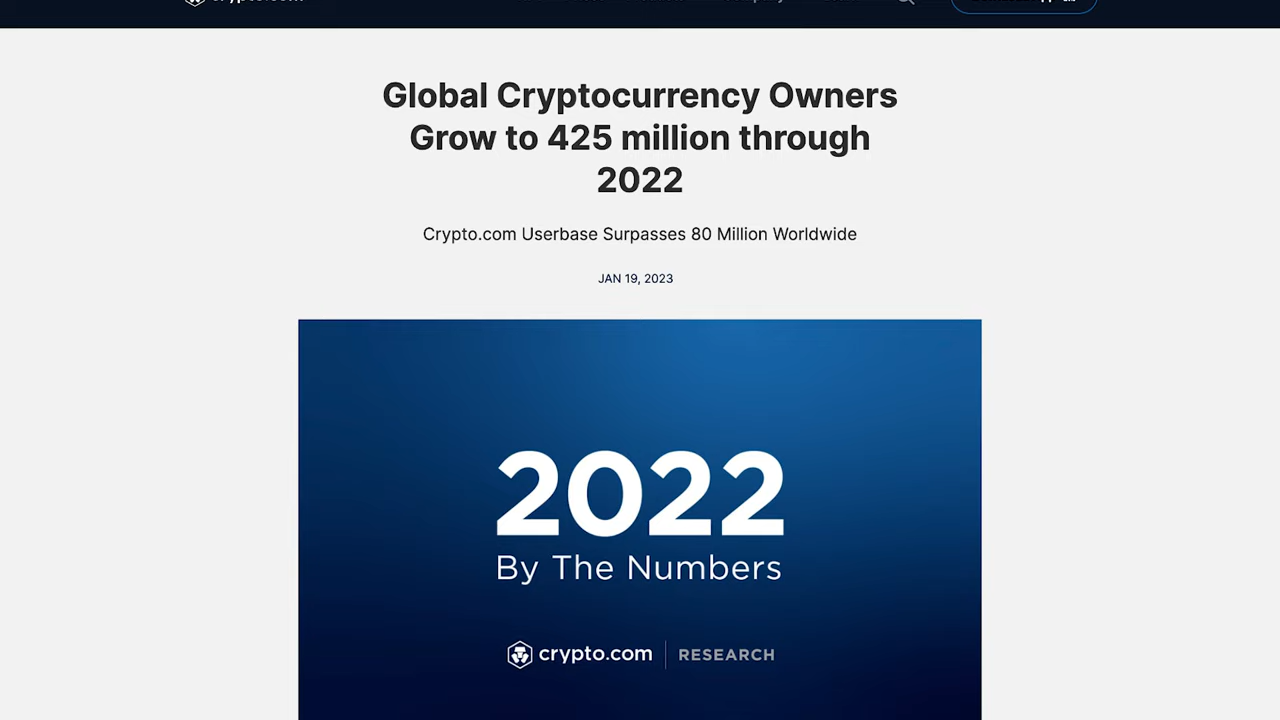 Global Cryptocurrency Owners
Grow to 425 million through
2022
Crypto.com Userbase Surpasses 80 Million Worldwide
JAN 19, 2023
2022
By The Numbers
crypto.com | RESEARCH